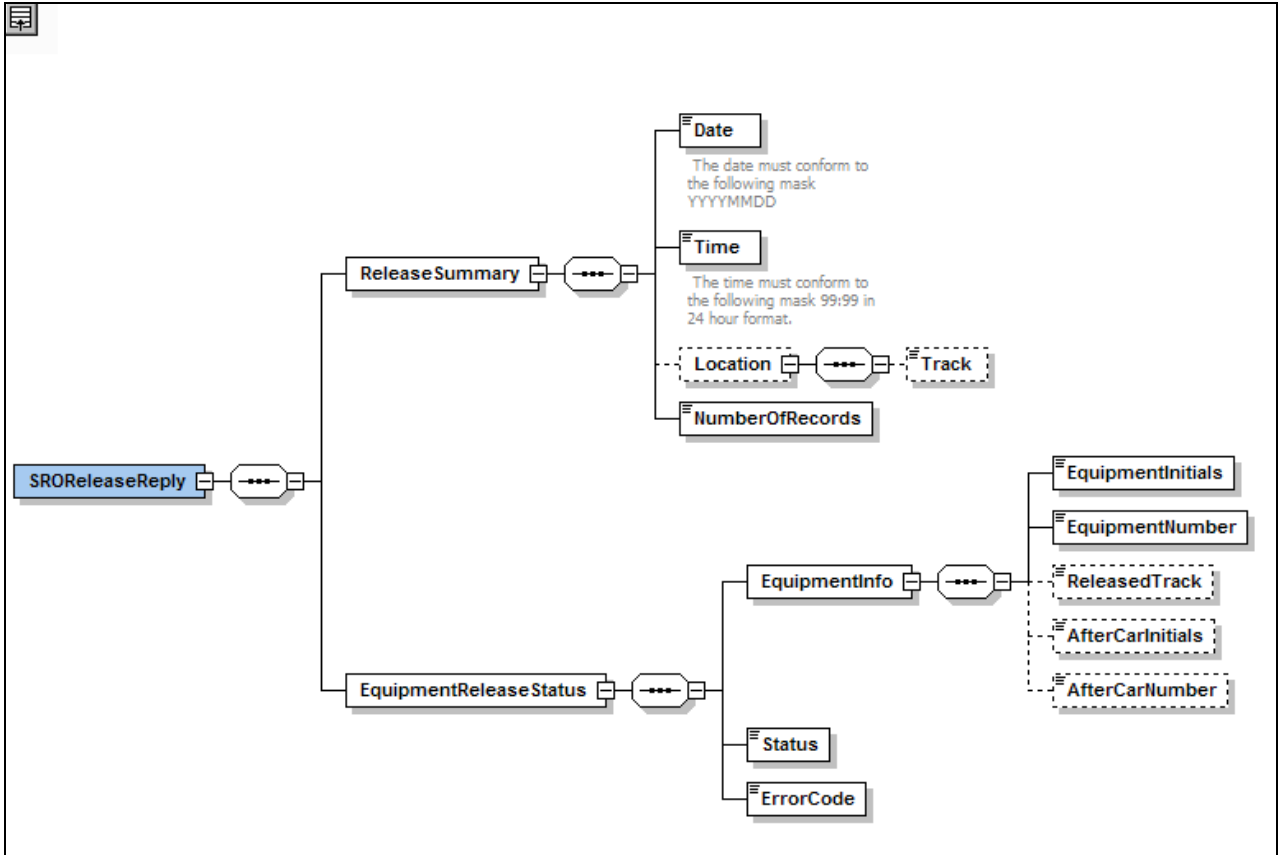 Date
The date must conform to
the following mask
YYYYMMDD
Time
The time must conform to
the following mask 99:99 in
24 hour format.
ReleaseSummary
Location
Track
NumberOfRecords
SROReleaseReply
EquipmentInitials
EquipmentNumber
EquipmentInfo
ReleasedTrack
AfterCarInitials
AfterCarNumber
EquipmentReleaseStatus
Status
ErrorCode